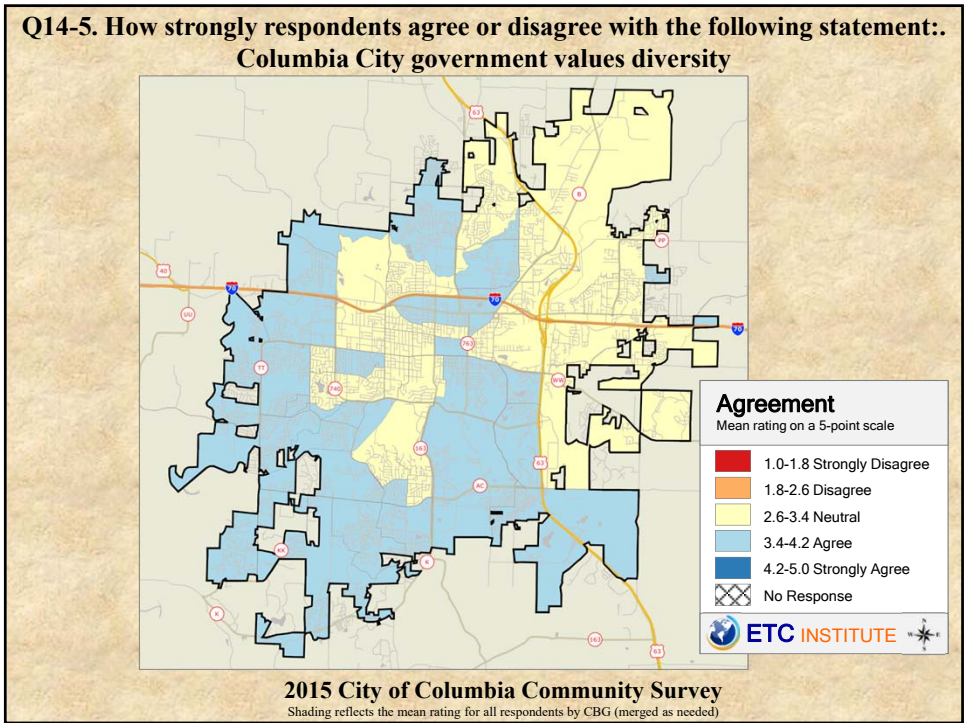 Q14-5. How strongly respondents agree or disagree with the following statement:.
Columbia City government values diversity
63
B
PP
40
70
UU
70
70
763
TT
740
WW
163
63
AC
KK
K
K
163
63
Agreement
Mean rating on a 5-point scale
1.0-1.8 Strongly Disagree
1.8-2.6 Disagree
2.6-3.4 Neutral
3.4-4.2 Agree
4.2-5.0 Strongly Agree
No Response
ETC INSTITUTE
N
W E
S
2015 City of Columbia Community Survey
Shading reflects the mean rating for all respondents by CBG (merged as needed)